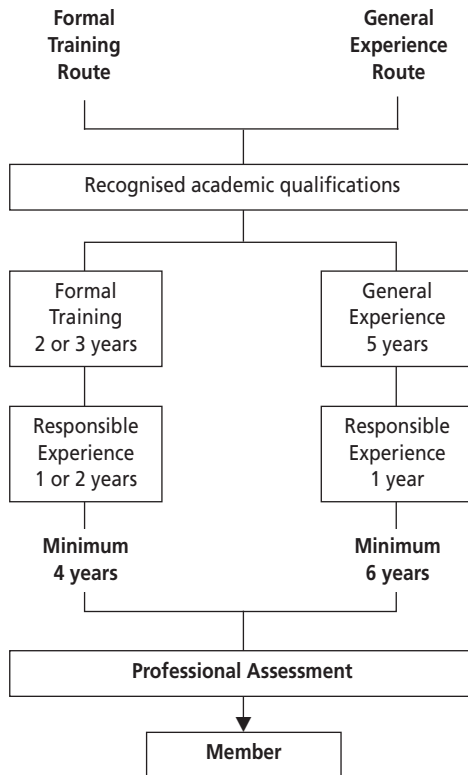 Formal
Training
Route
General
Experience
Route
Recognised academic qualifications
Formal
Training
2 or 3 years
General
Experience
5 years
Responsible
Experience
1 or 2 years
Responsible
Experience
1 year
Minimum
4 years
Minimum
6 years
Professional Assessment
Member